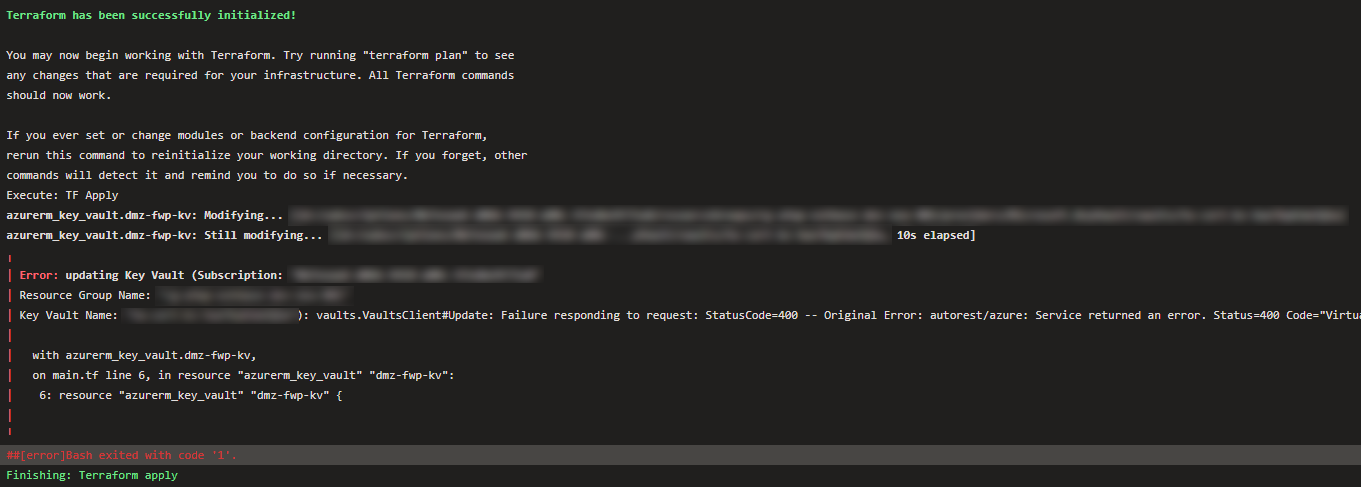 Terraform has been successfully initialized!
You may now begin working with Terraform. Try running "terraform plan" to see
any changes that are required for your infrastructure. All Terraform commands
should now work.
If you ever set or change modules or backend configuration for Terraform,
rerun this command to reinitialize your working directory. If you forget, other
commands will detect it and remind you to do so if necessary.
Execute: TF Apply
azurerm_key_vault.dmz-fwp-kv: Modifying...
azurerm_key_vault.dmz-fwp-kv: Still modifying... 10s elapsed]
Error: updating Key Vault (Subscription:
Resource Group Name:
Key Vault Name: ): vaults.VaultsClient#Update: Failure responding to request: StatusCode=400 -- Original Error: autorest/azure: Service returned an error. Status=400 Code="Virtua
with azurerm_key_vault.dmz-fwp-kv,
on main.tf line 6, in resource "azurerm_key_vault" "dmz-fwp-kv":
6: resource "azurerm_key_vault" "dmz-fwp-kv" {
##[error]Bash exited with code '1'.
Finishing: Terraform apply